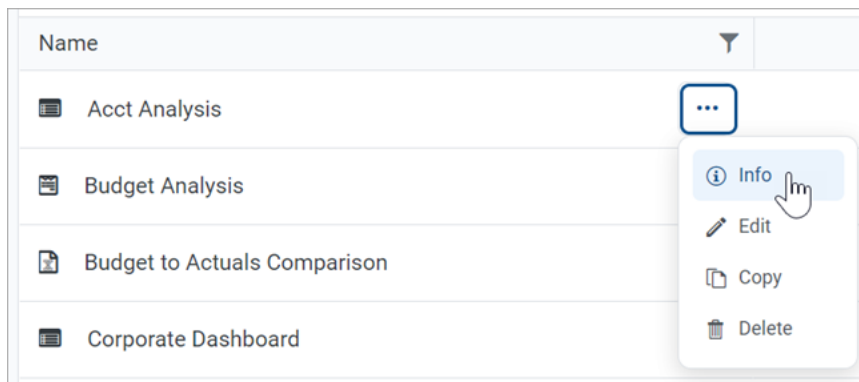 Name
Acct Analysis
Info
Budget Analysis
Edit
Budget to Actuals Comparison
Copy
Corporate Dashboard
Delete